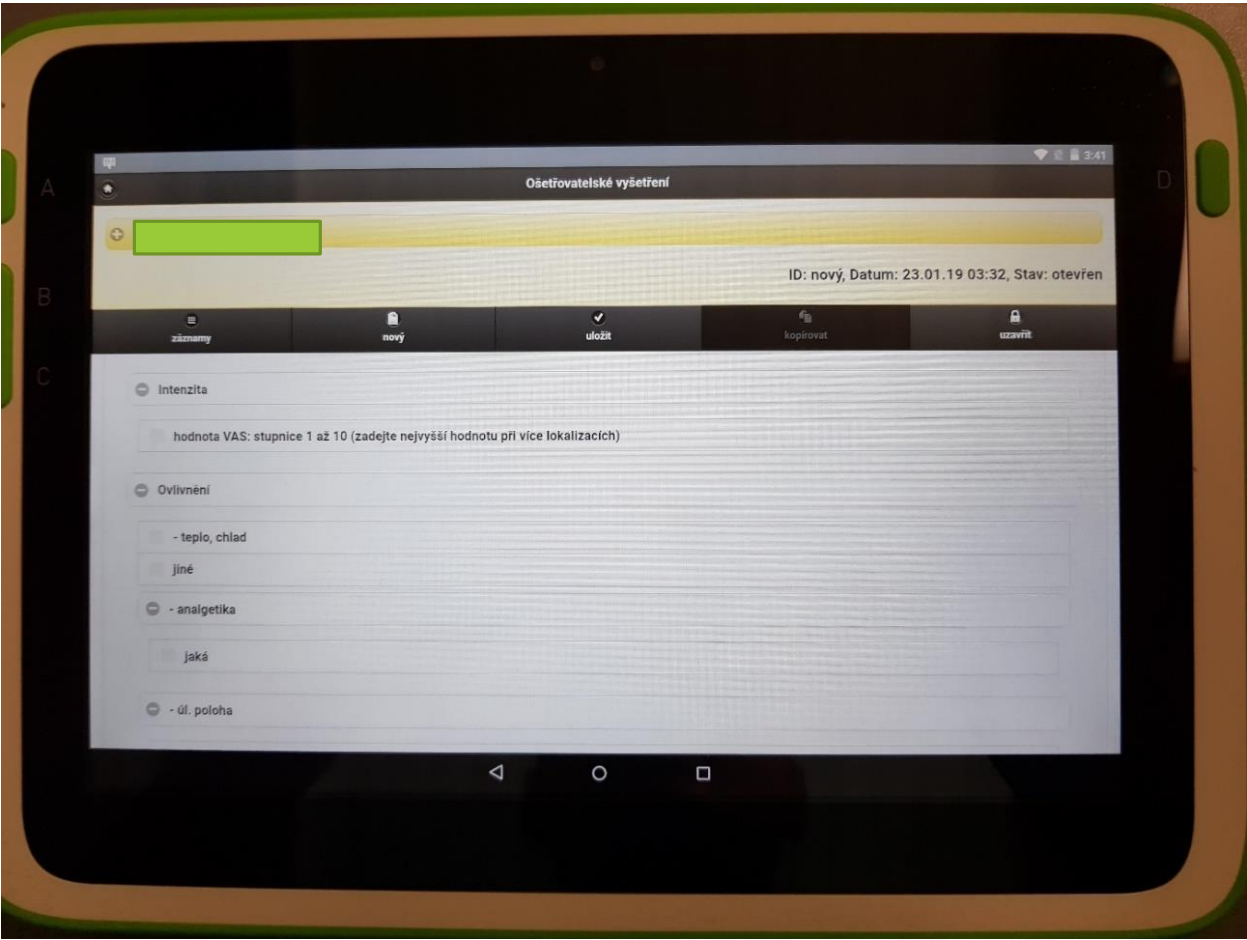 3:41
Ošetřovatelské vyšetření
ID: nový, Datum: 23.01.19 03:32, Stav: otevřen
záznamy nový uložit kopírovat uzavřít
Intenzita
hodnota VAS: stupnice 1 až 10 (zadejte nejvyšší hodnotu při více lokalizacích)
Ovlivnění
- teplo, chlad
jiné
- analgetika
jaká
- úl. poloha
A
B
C
D